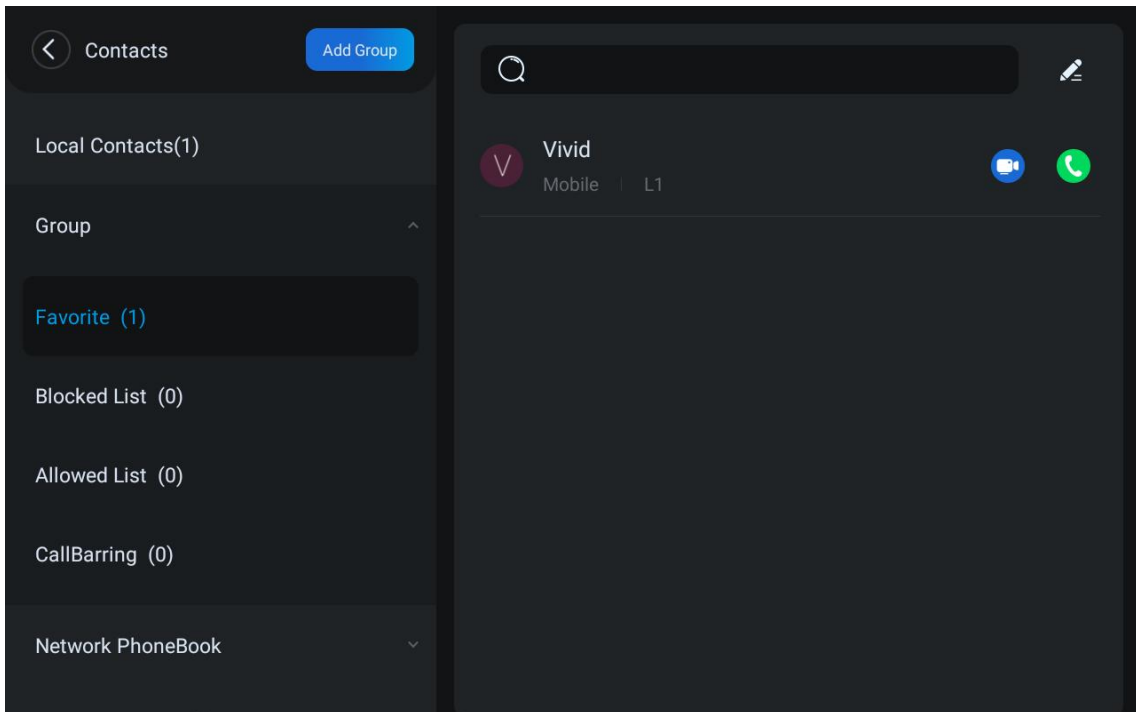 Contacts
Add Group
Local Contacts(1)
Group
Favorite (1)
Blocked List (0)
Allowed List (0)
CallBarring (0)
Network PhoneBook
V
Vivid
Mobile | L1